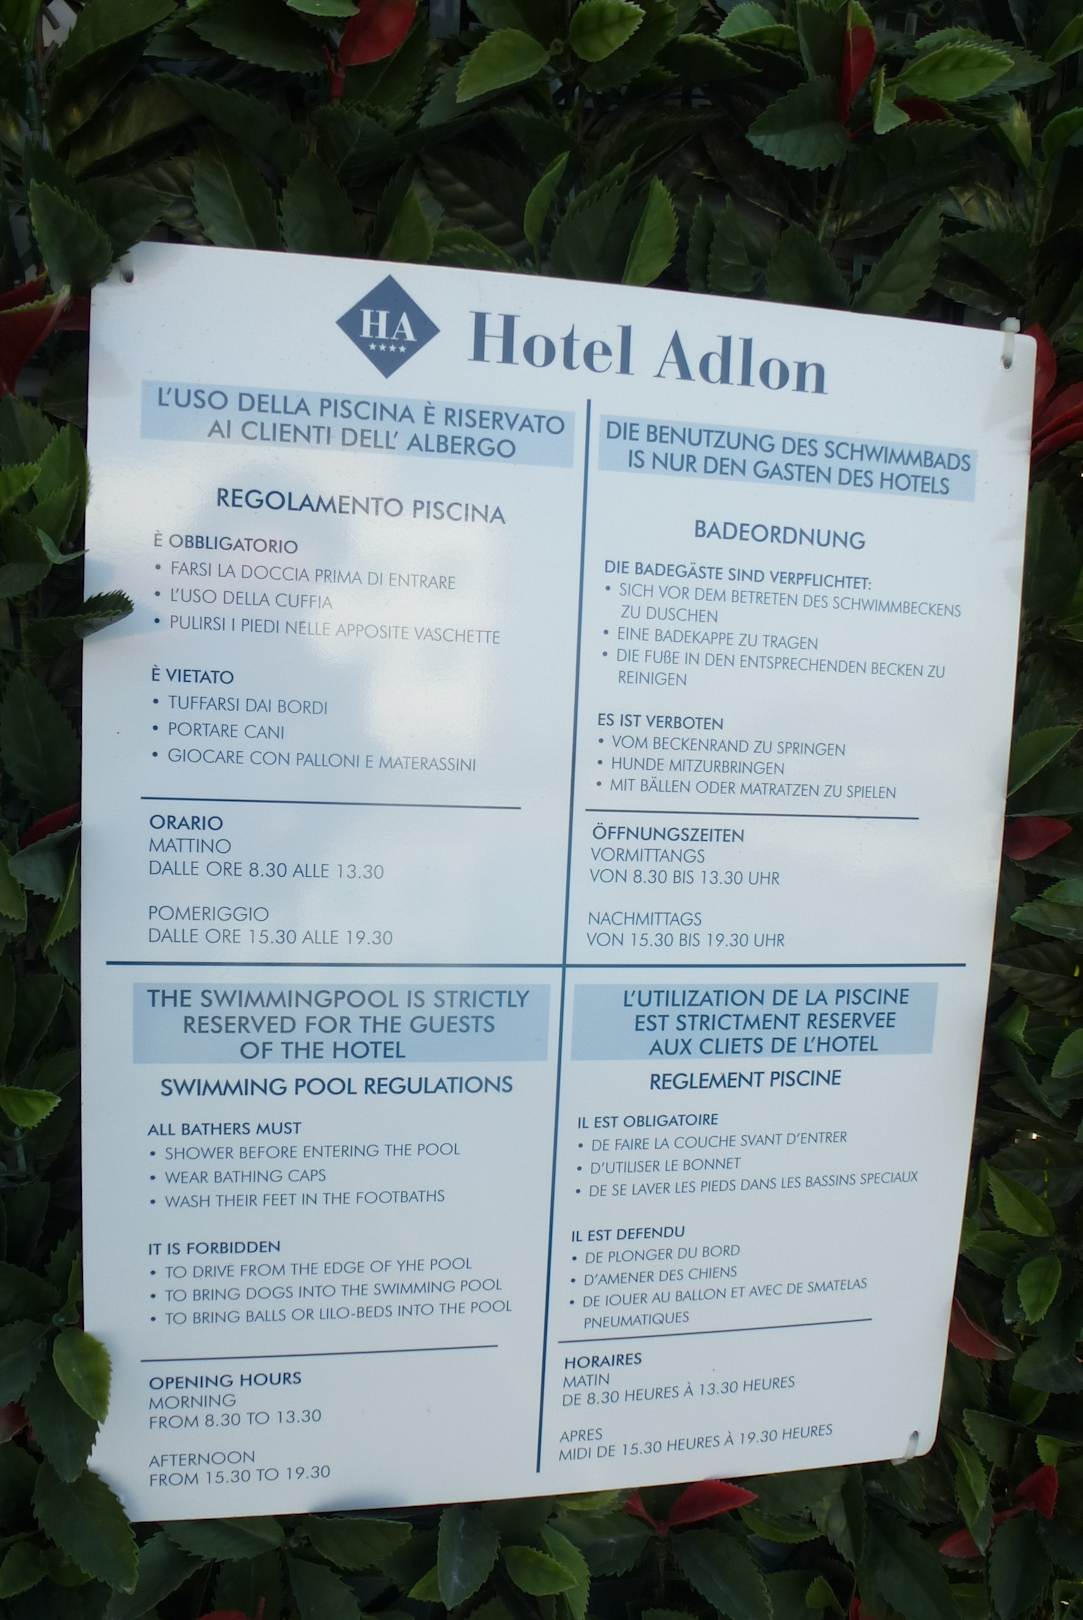 HA
Hotel Adlon
L'USO DELLA PISCINA È RISERVATO
AI CLIENTI DELL' ALBERGO
REGOLAMENTO PISCINA
È OBBLIGATORIO
• FARSI LA DOCCIA PRIMA DI ENTRARE
• L'USO DELLA CUFFIA
• PULIRSI I PIEDI NELLE APPOSITE VASCHETTE
È VIETATO
• TUFFARSI DAI BORDI
• PORTARE CANI
• GIOCARE CON PALLONI E MATERASSINI
ORARIO
MATTINO
DALLE ORE 8.30 ALLE 13.30
POMERIGGIO
DALLE ORE 15.30 ALLE 19.30
DIE BENUTZUNG DES SCHWIMMBADS
IS NUR DEN GASTEN DES HOTELS
BADEORDNUNG
DIE BADEGÄSTE SIND VERPFLICHTET:
• SICH VOR DEM BETRETEN DES SCHWIMMBECKENS
ZU DUSCHEN
• EINE BADEKAPPE ZU TRAGEN
• DIE FUßE IN DEN ENTSPRECHENDEN BECKEN ZU
REINIGEN
ES IST VERBOTEN
• VOM BECKENRAND ZU SPRINGEN
• HUNDE MITZURBRINGEN
• MIT BÄLLEN ODER MATRATZEN ZU SPIELEN
ÖFFNUNGSZEITEN
VORMITTANGS
VON 8.30 BIS 13.30 UHR
NACHMITTAGS
VON 15.30 BIS 19.30 UHR
THE SWIMMINGPOOL IS STRICTLY
RESERVED FOR THE GUESTS
OF THE HOTEL
SWIMMING POOL REGULATIONS
ALL BATHERS MUST
• SHOWER BEFORE ENTERING THE POOL
• WEAR BATHING CAPS
• WASH THEIR FEET IN THE FOOTBATHS
IT IS FORBIDDEN
• TO DRIVE FROM THE EDGE OF YHE POOL
• TO BRING DOGS INTO THE SWIMMING POOL
• TO BRING BALLS OR LILO-BEDS INTO THE POOL
OPENING HOURS
MORNING
FROM 8.30 TO 13.30
AFTERNOON
FROM 15.30 TO 19.30
L'UTILIZATION DE LA PISCINE
EST STRICTMENT RESERVEE
AUX CLIETS DE L'HOTEL
REGLEMENT PISCINE
IL EST OBLIGATOIRE
• DE FAIRE LA COUCHE SVANT D'ENTRER
• D'UTILISER LE BONNET
• DE SE LAVER LES PIEDS DANS LES BASSINS SPECIAUX
IL EST DEFENDU
• DE PLONGER DU BORD
• D'AMENER DES CHIENS
• DE IOUER AU BALLON ET AVEC DE SMATELAS
PNEUMATIQUES
HORAIRES
MATIN
DE 8.30 HEURES À 13.30 HEURES
APRES
MIDI DE 15.30 HEURES À 19.30 HEURES